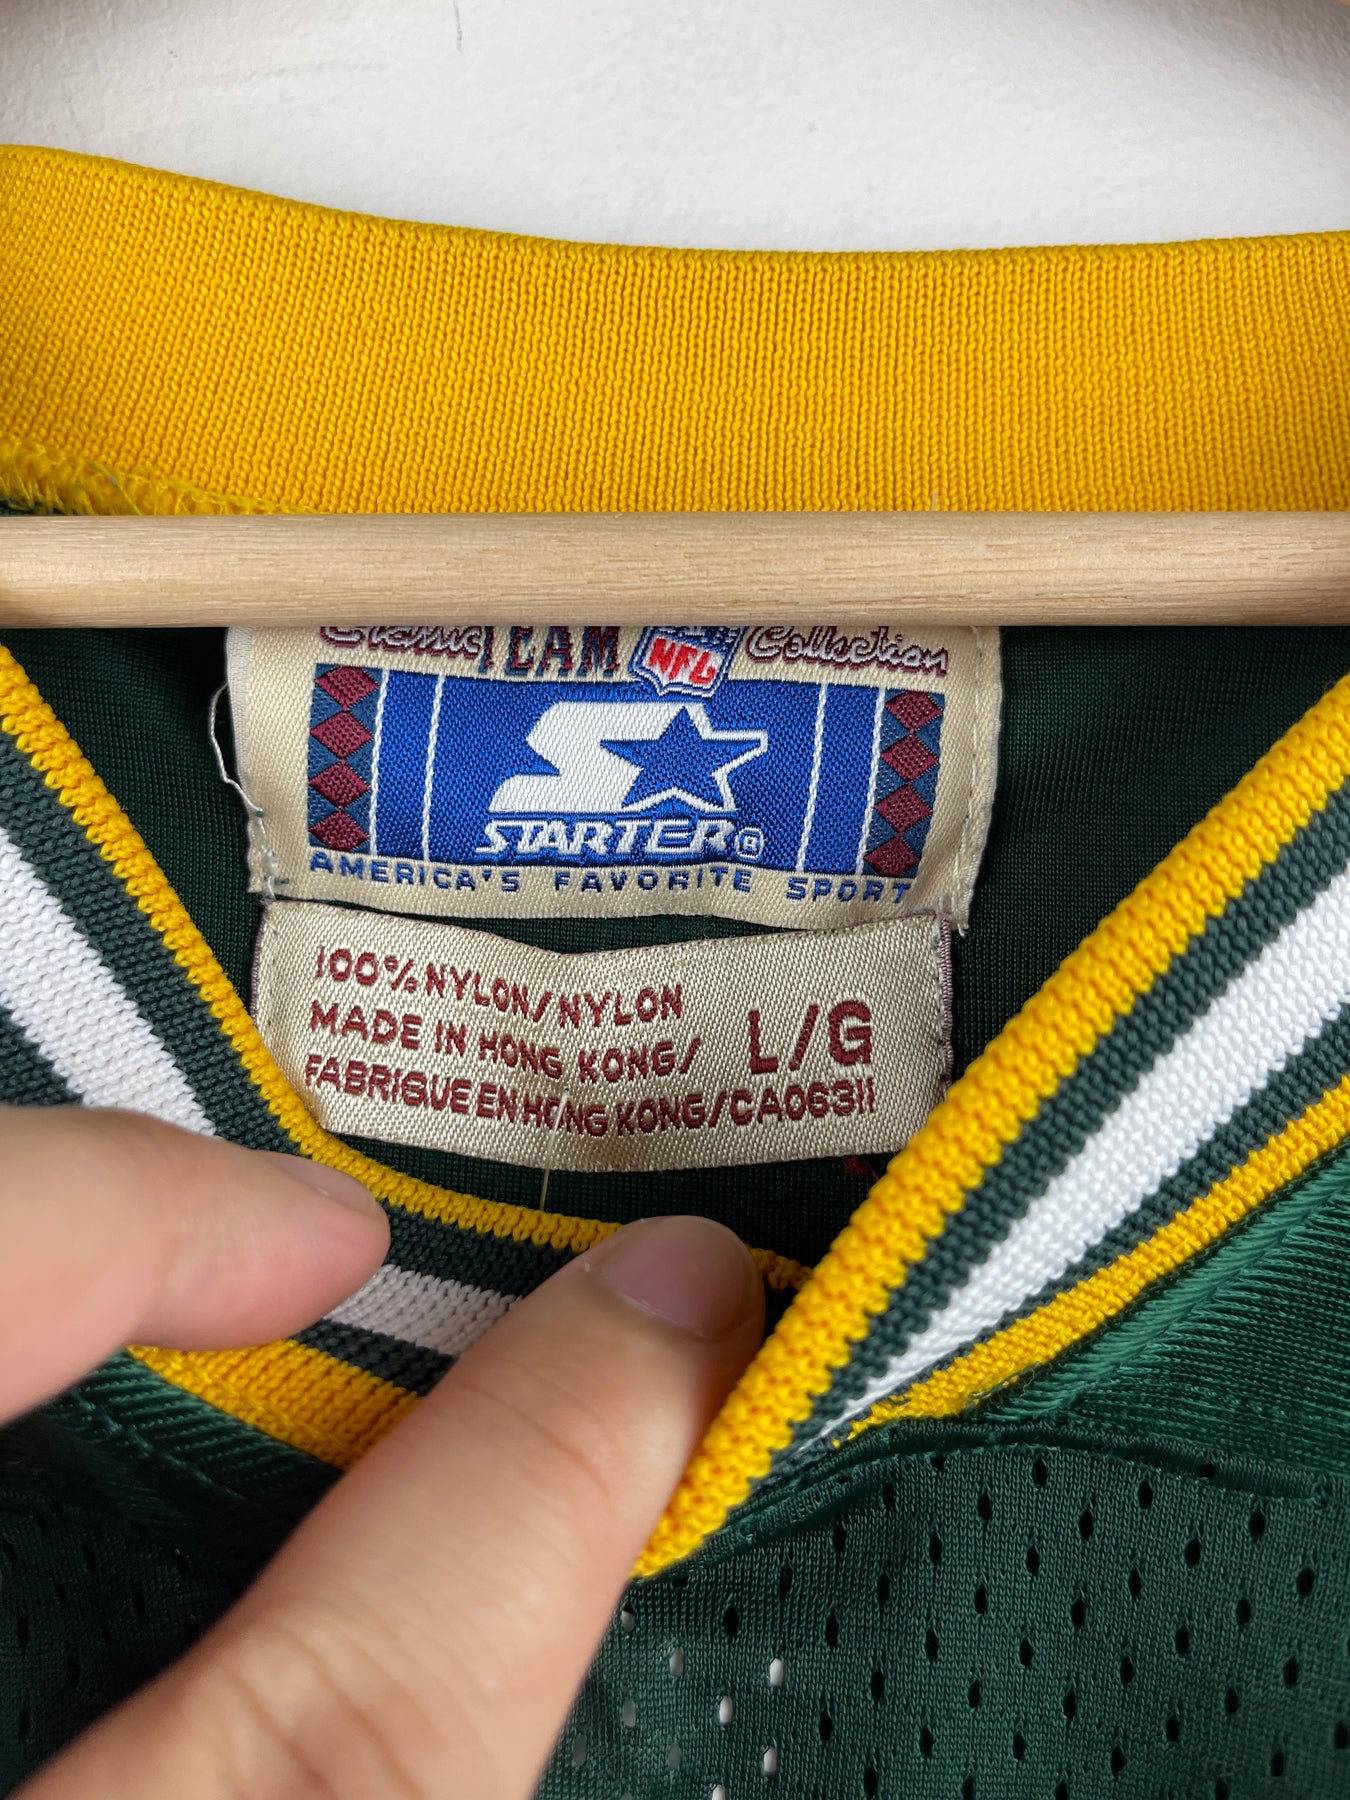 Classic TEAM NFL Collection
STARTER®
AMERICA'S FAVORITE SPORT
100% NYLON/NYLON
MADE IN HONG KONG/ L/G
FABRIGUE EN HONG KONG/CA06311